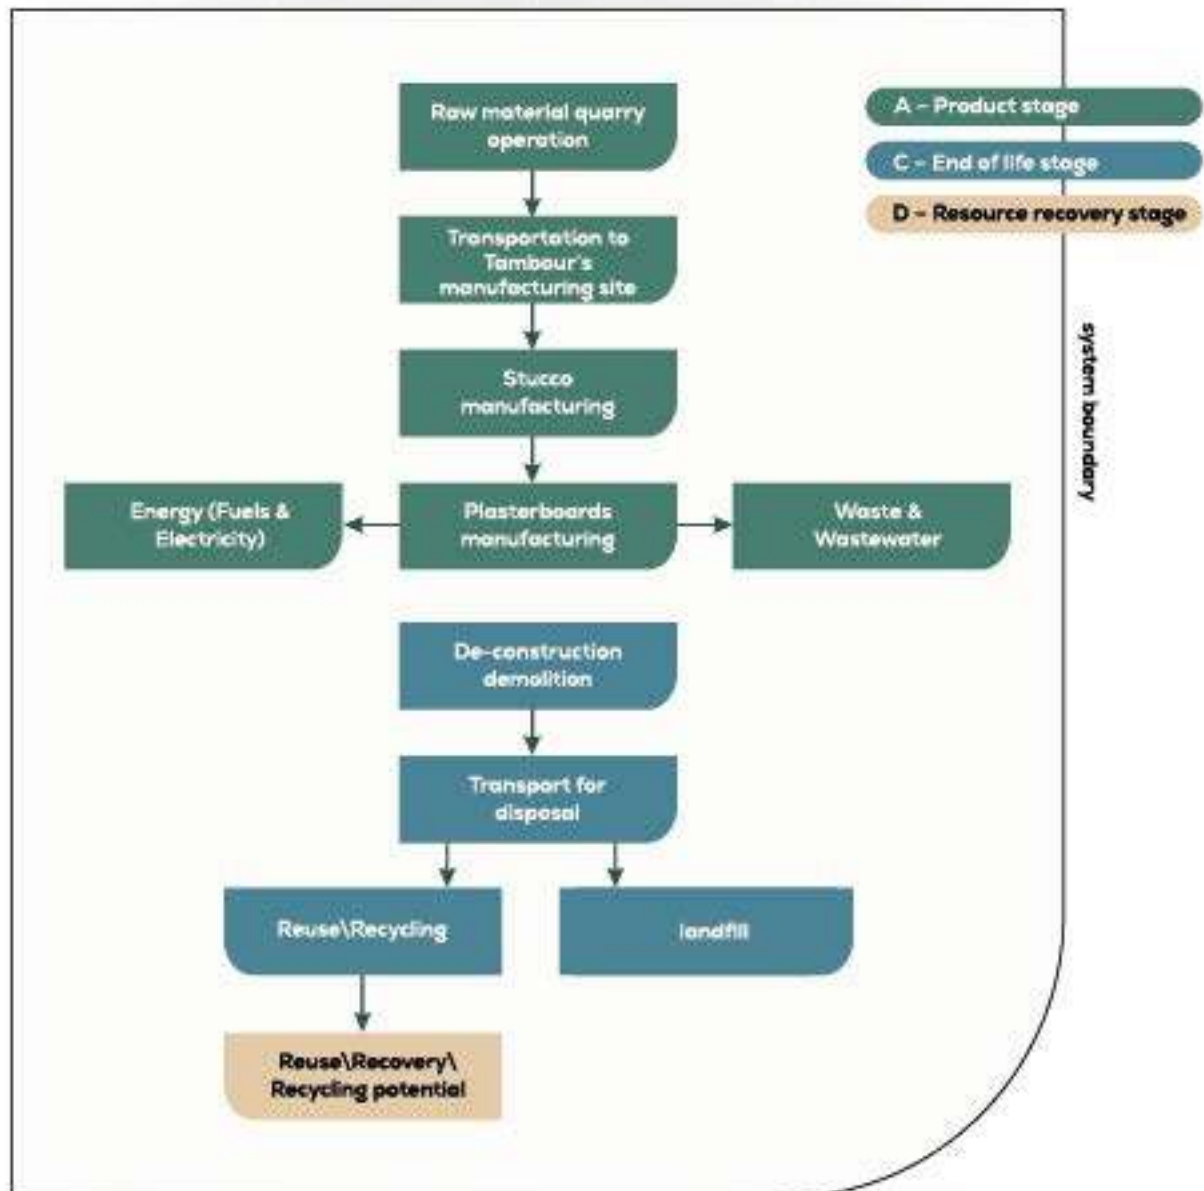 Raw material quarry
operation
A – Product stage
C – End of life stage
D – Resource recovery stage
Transportation to
Tambour's
manufacturing site
system boundary
Stucco
manufacturing
Energy (Fuels &
Electricity)
Plasterboards
manufacturing
Waste &
Wastewater
De-construction
demolition
Transport for
disposal
Reuse\Recycling
landfill
Reuse\Recovery\
Recycling potential